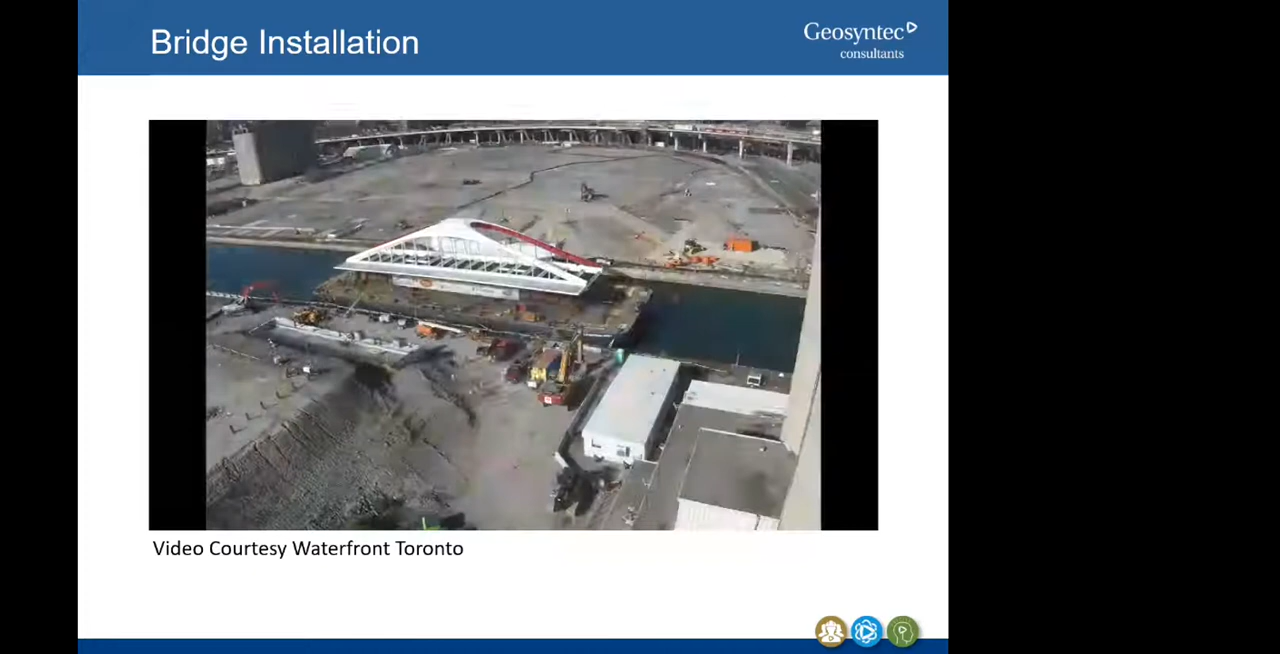 Bridge Installation
Geosyntec
consultants
Video Courtesy Waterfront Toronto